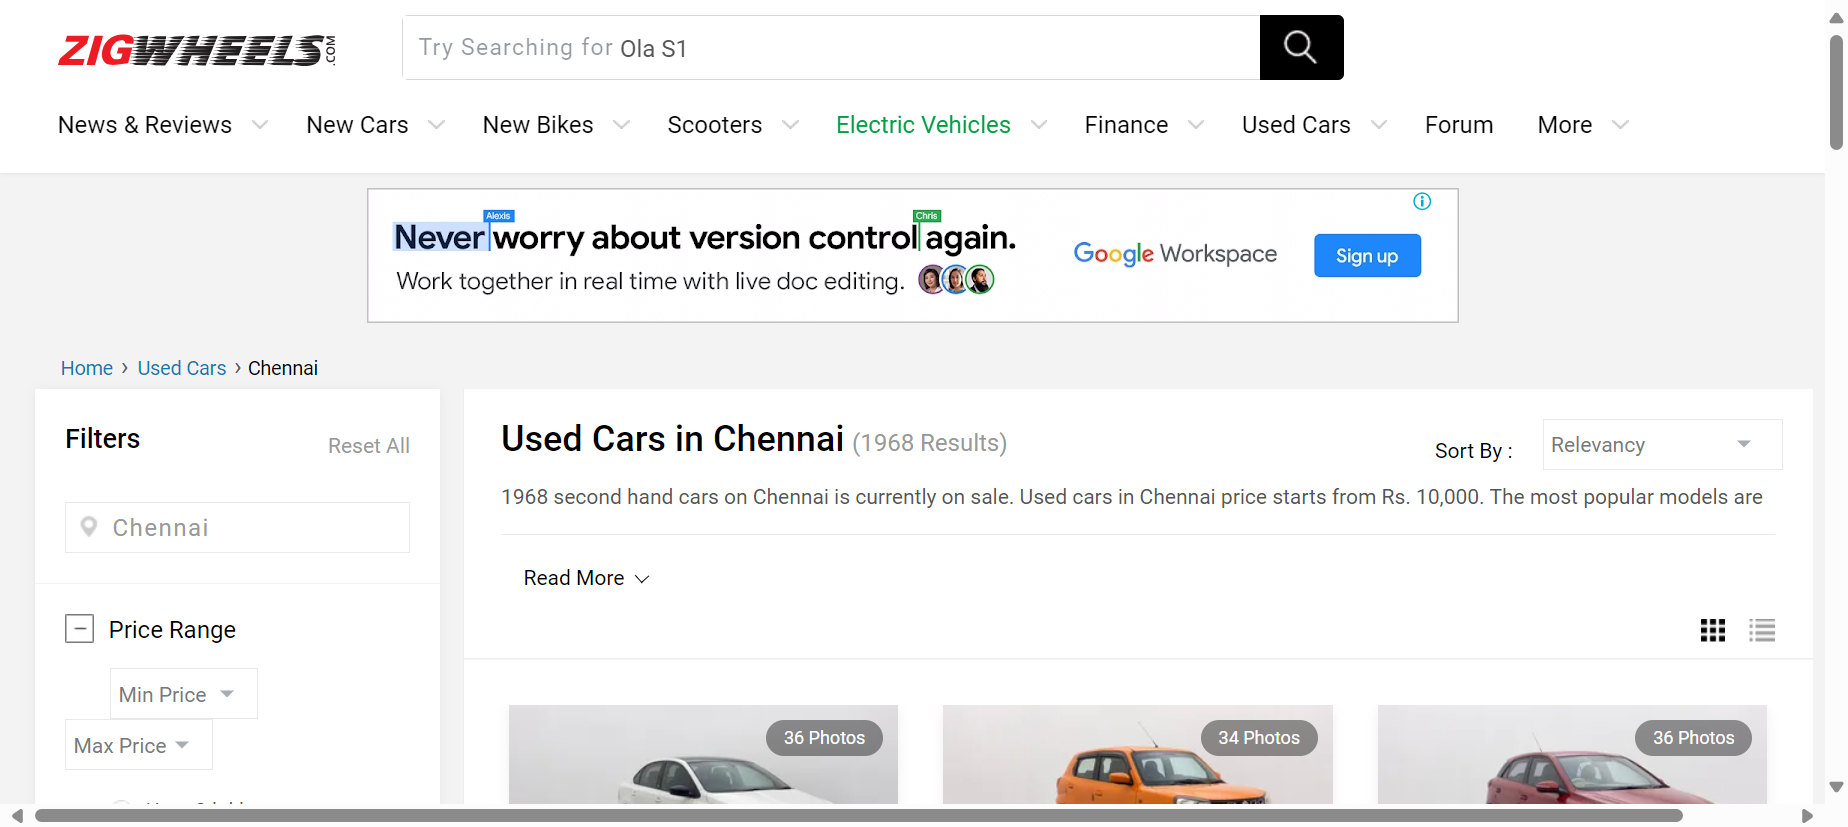 ZIGWHEELS.COM
Try Searching for Ola S1
News & Reviews New Cars New Bikes Scooters Electric Vehicles Finance Used Cars Forum More
Alexis Chris
Never worry about version control again.
Work together in real time with live doc editing.
Google Workspace
Sign up
Home › Used Cars › Chennai
Filters
Reset All
Chennai
Price Range
Min Price
Max Price
Used Cars in Chennai (1968 Results)
Sort By :
Relevancy
1968 second hand cars on Chennai is currently on sale. Used cars in Chennai price starts from Rs. 10,000. The most popular models are
Read More
36 Photos
34 Photos
36 Photos